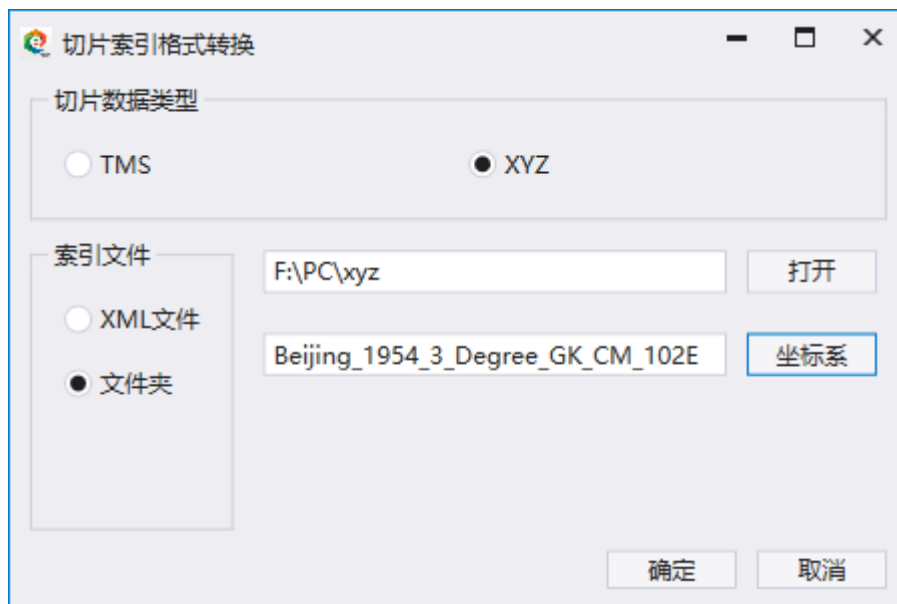 切片索引格式转换
切片数据类型
TMS XYZ
索引文件
F:\PC\xyz 打开
XML文件
Beijing_1954_3_Degree_GK_CM_102E 坐标系
文件夹
确定 取消